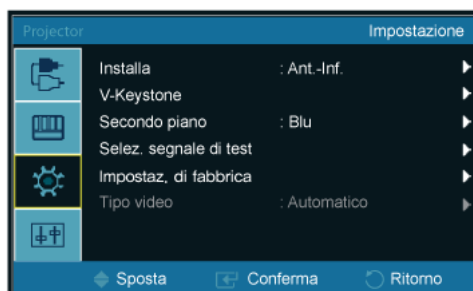 Projector Impostazione
Installa : Ant.-Inf.
V-Keystone
Secondo piano : Blu
Selez. segnale di test
Impostaz. di fabbrica
Tipo video : Automatico
Sposta Conferma Ritorno